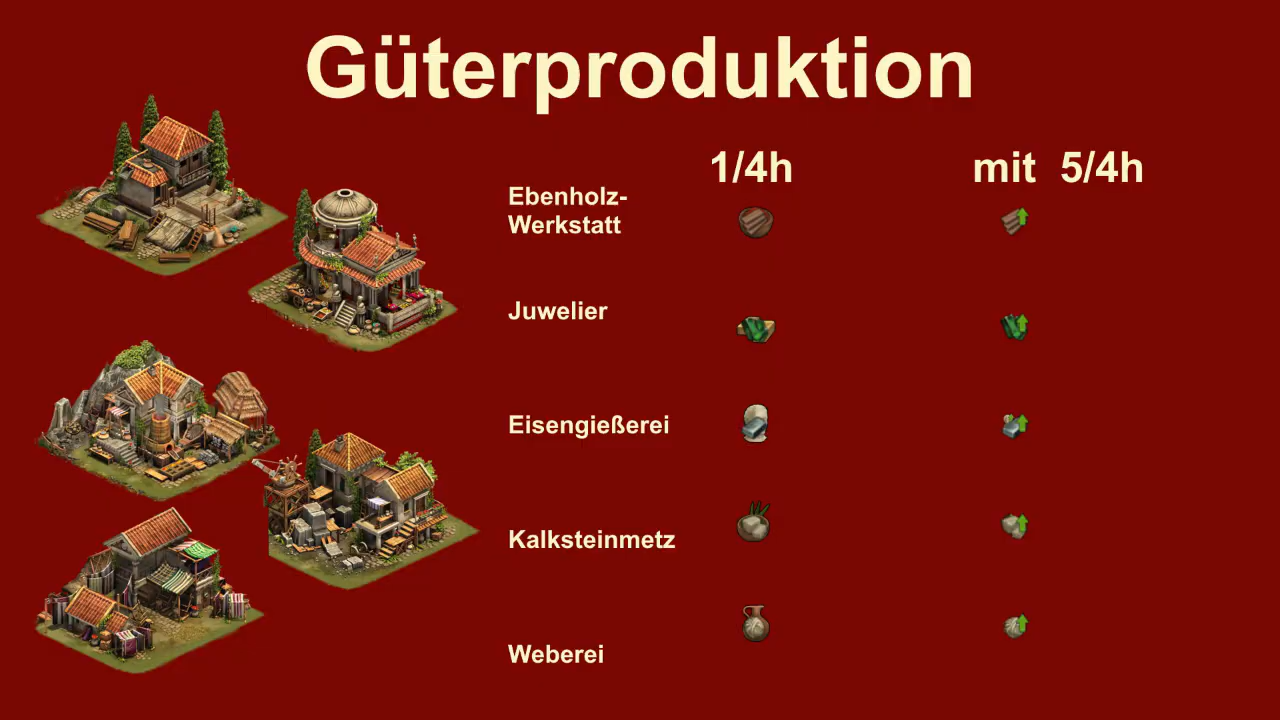 Güterproduktion
1/4h
mit 5/4h
Ebenholz-
Werkstatt
Juwelier
Eisengießerei
Kalksteinmetz
Weberei